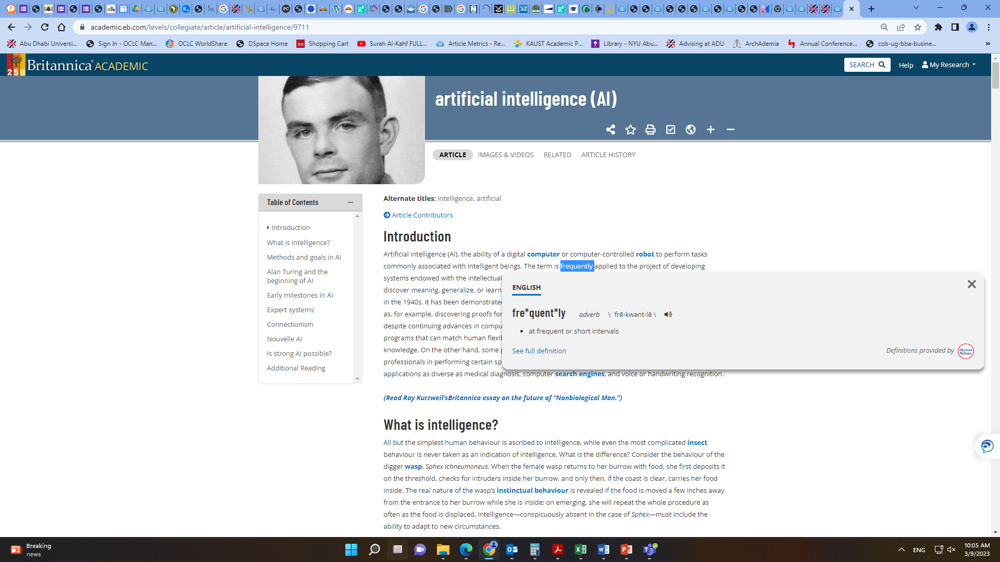 academic.eb.com/levels/collegiate/article/artificial-intelligence/9711
Abu Dhabi Universi...
Sign In - OCLC Man...
OCLC WorldShare
DSpace Home
im
Shopping Cart
Surah Al-Kahf FULL...
Article Metrics - Re...
KAUST Academic P...
Library - NYU Abu...
Advising at ADU
ArchAdemia
Annual Conference...
cob-ug-bba-busine...
»
250
Britannica® ACADEMIC
SEARCH
Help
My Research
artificial intelligence (AI)
ARTICLE
IMAGES & VIDEOS
RELATED
ARTICLE HISTORY
Table of Contents
Introduction
What is intelligence?
Methods and goals in AI
Alan Turing and the
beginning of AI
Early milestones in AI
Expert systems
Connectionism
Nouvelle AI
Is strong AI possible?
Additional Reading
Alternate titles: intelligence, artificial
Article Contributors
Introduction
Artificial intelligence (AI), the ability of a digital computer or computer-controlled robot to perform tasks
commonly associated with intelligent beings. The term is frequently applied to the project of developing
systems endowed with the intellectual
discover meaning, generalize, or learn
in the 1940s, it has been demonstrated
as, for example, discovering proofs for
despite continuing advances in compu
programs that can match human flexib
knowledge. On the other hand, some p
professionals in performing certain sp
applications as diverse as medical diagnosis, computer search engines, and voice or handwriting recognition.
ENGLISH
fre*quent*ly adverb \ ˈfrē-kwənt-lē \
at frequent or short intervals
See full definition
Definitions provided by
Merriam-
Webster
(Read Ray Kurzweil'sBritannica essay on the future of “Nonbiological Man.”)
What is intelligence?
All but the simplest human behaviour is ascribed to intelligence, while even the most complicated insect
behaviour is never taken as an indication of intelligence. What is the difference? Consider the behaviour of the
digger wasp, Sphex ichneumoneus. When the female wasp returns to her burrow with food, she first deposits it
on the threshold, checks for intruders inside her burrow, and only then, if the coast is clear, carries her food
inside. The real nature of the wasp's instinctual behaviour is revealed if the food is moved a few inches away
from the entrance to her burrow while she is inside: on emerging, she will repeat the whole procedure as
often as the food is displaced. Intelligence—conspicuously absent in the case of Sphex—must include the
ability to adapt to new circumstances.
Breaking
news
ENG
10:05 AM
3/9/2023